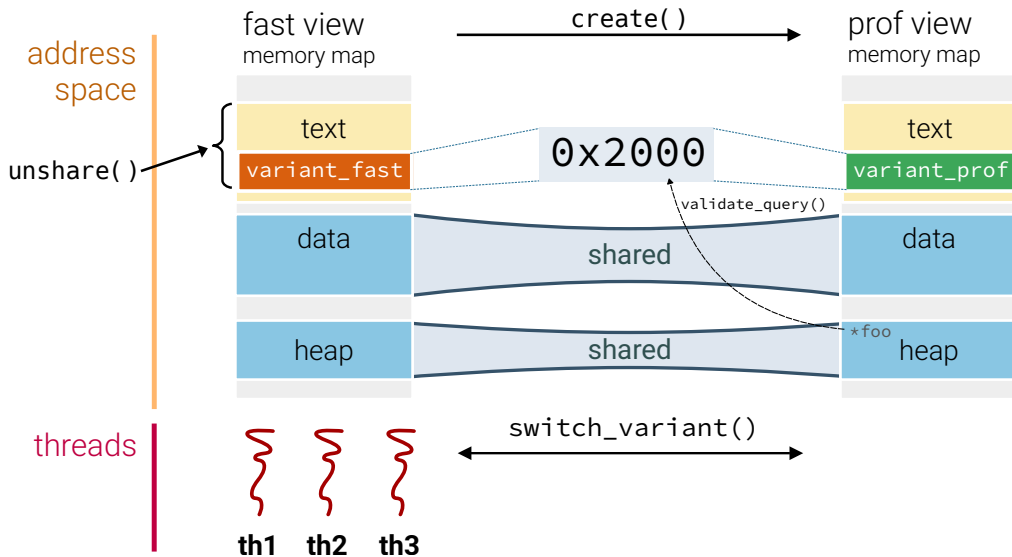 fast view
memory map
create()
prof view
memory map
address
space
unshare()
text
variant_fast
0x2000
text
variant_prof
validate_query()
data
shared
data
*foo
heap
shared
heap
threads
switch_variant()
th1
th2
th3